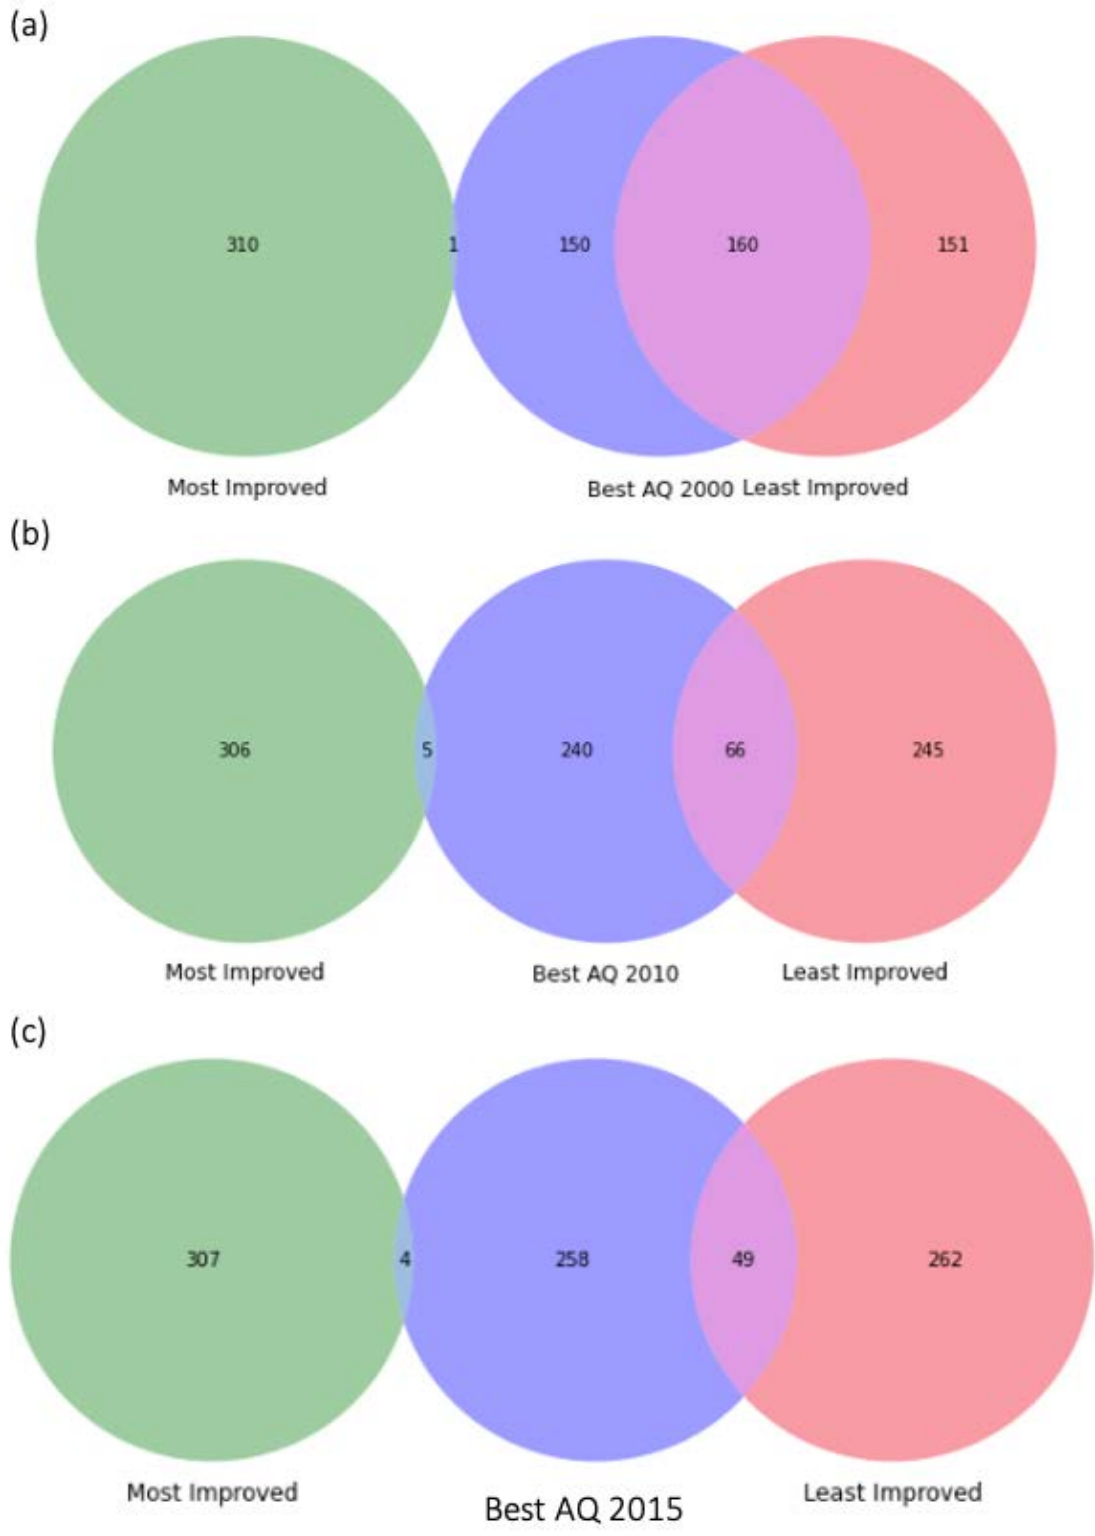 (a)
310 1 150 160 151
Most Improved Best AQ 2000 Least Improved
(b)
306 5 240 66 245
Most Improved Best AQ 2010 Least Improved
(c)
307 4 258 49 262
Most Improved Best AQ 2015 Least Improved